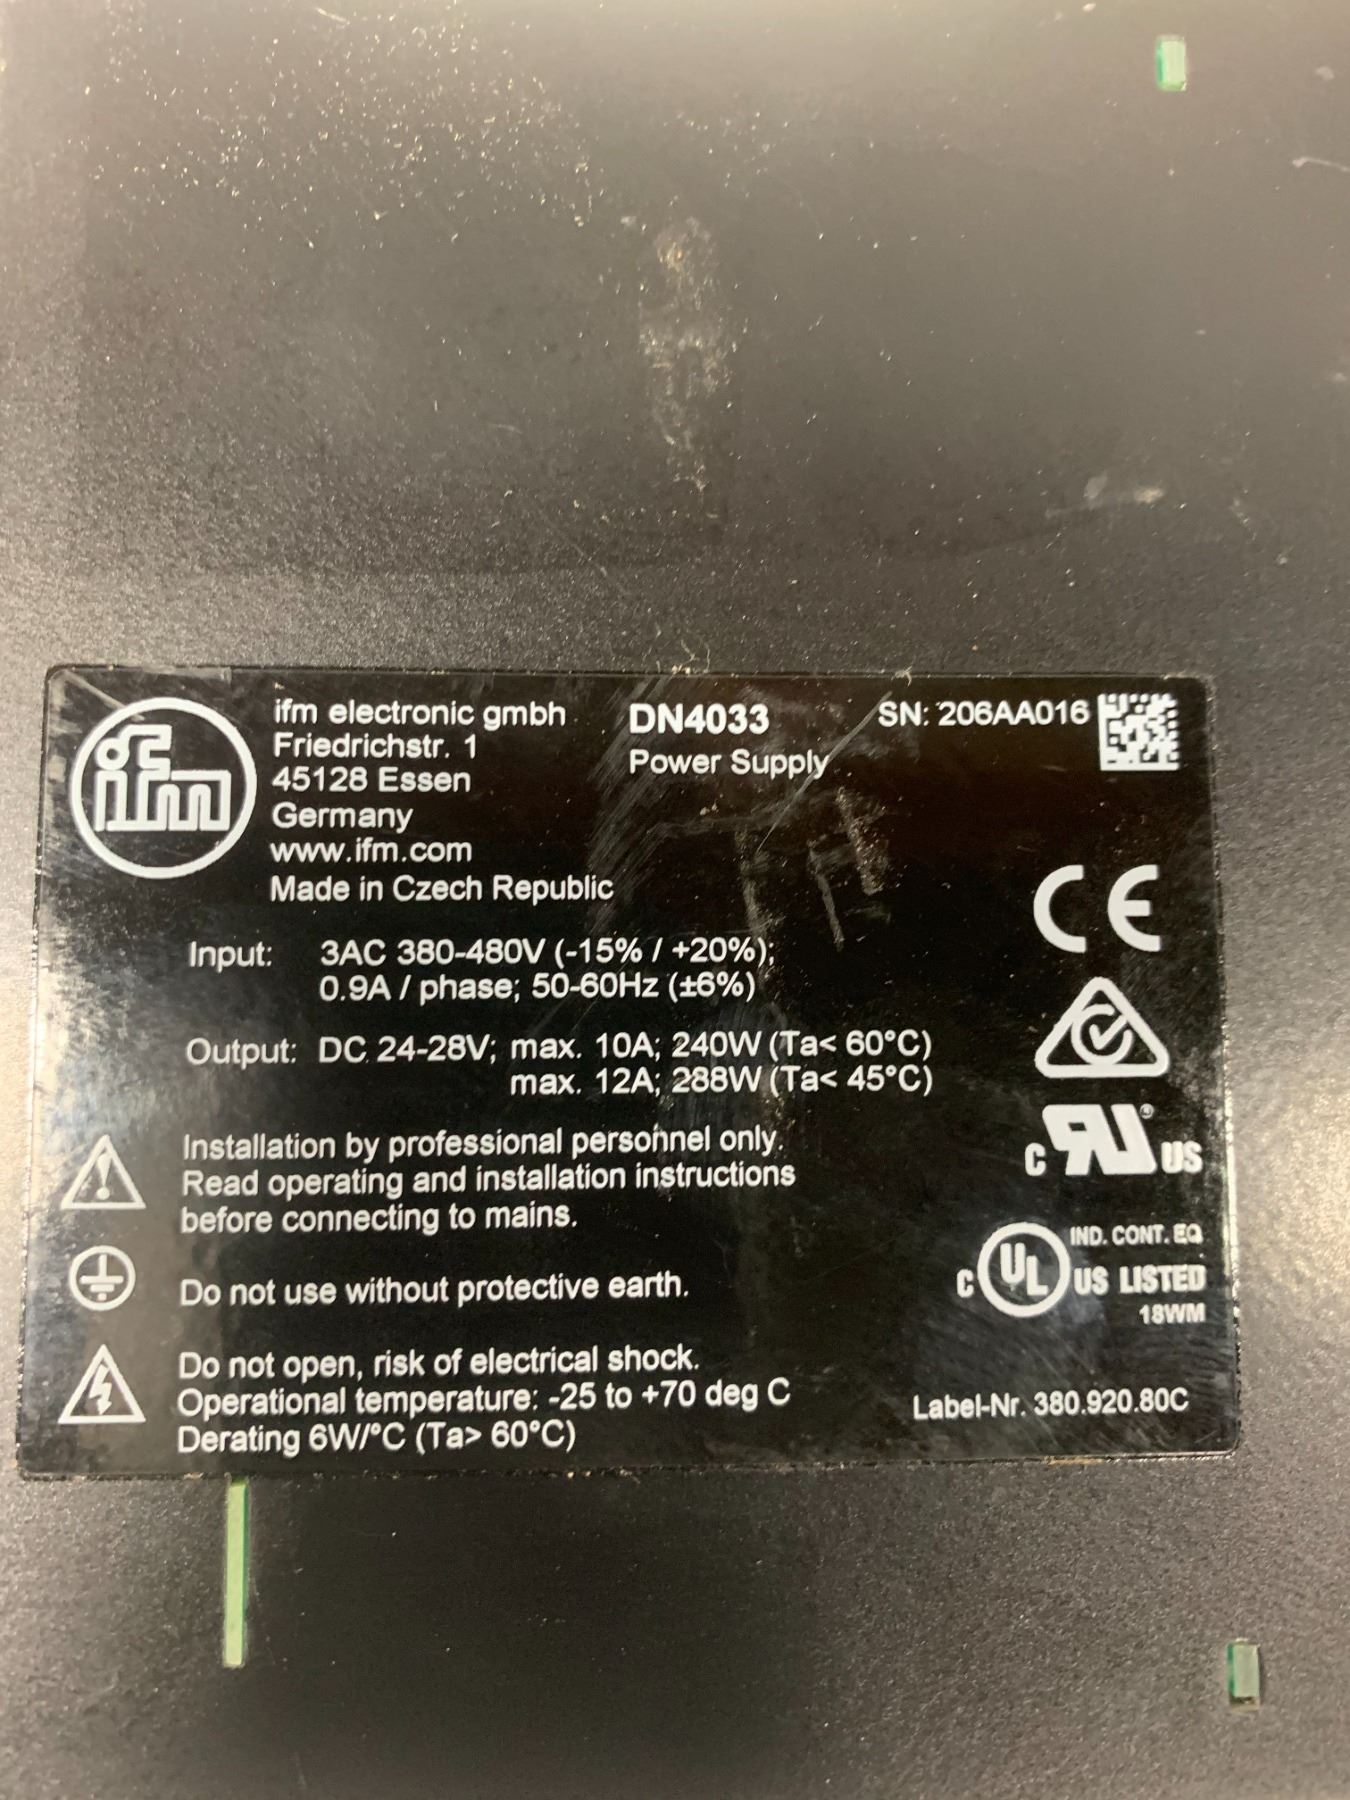 ifm
ifm electronic gmbh
Friedrichstr. 1
45128 Essen
Germany
www.ifm.com
Made in Czech Republic
DN4033
Power Supply
SN: 206AA016
CE
Input: 3AC 380-480V (-15% / +20%);
0.9A / phase; 50-60Hz (±6%)
Output: DC 24-28V; max. 10A; 240W (Ta< 60°C)
max. 12A; 288W (Ta< 45°C)
c RU® US
Installation by professional personnel only.
Read operating and installation instructions
before connecting to mains.
IND. CONT. EQ
c UL US LISTED
18WM
Do not use without protective earth.
Do not open, risk of electrical shock.
Operational temperature: -25 to +70 deg C
Derating 6W/°C (Ta> 60°C)
Label-Nr. 380.920.80C